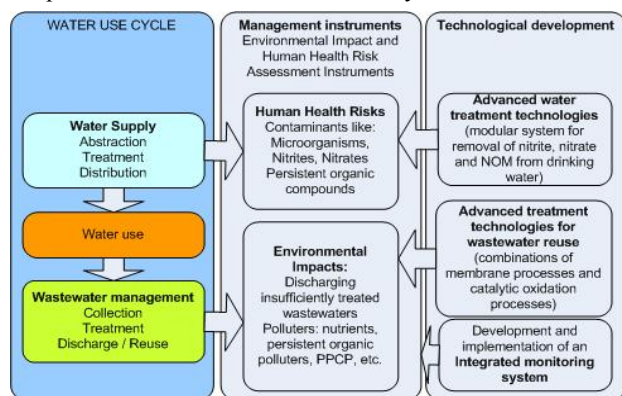 WATER USE CYCLE
Water Supply
Abstraction
Treatment
Distribution
Water use
Wastewater management
Collection
Treatment
Discharge / Reuse
Management instruments
Environmental Impact and
Human Health Risk
Assessment Instruments
Human Health Risks
Contaminants like:
Microorganisms,
Nitrites, Nitrates
Persistent organic
compounds
Environmental
Impacts:
Discharging
insufficiently treated
wastewaters
Polluters: nutrients,
persistent organic
polluters, PPCP, etc.
Technological development
Advanced water
treatment technologies
(modular system for
removal of nitrite, nitrate
and NOM from drinking
water)
Advanced treatment
technologies for
wastewater reuse
(combinations of
membrane processes and
catalytic oxidation
processes)
Development and
implementation of an
Integrated monitoring
system